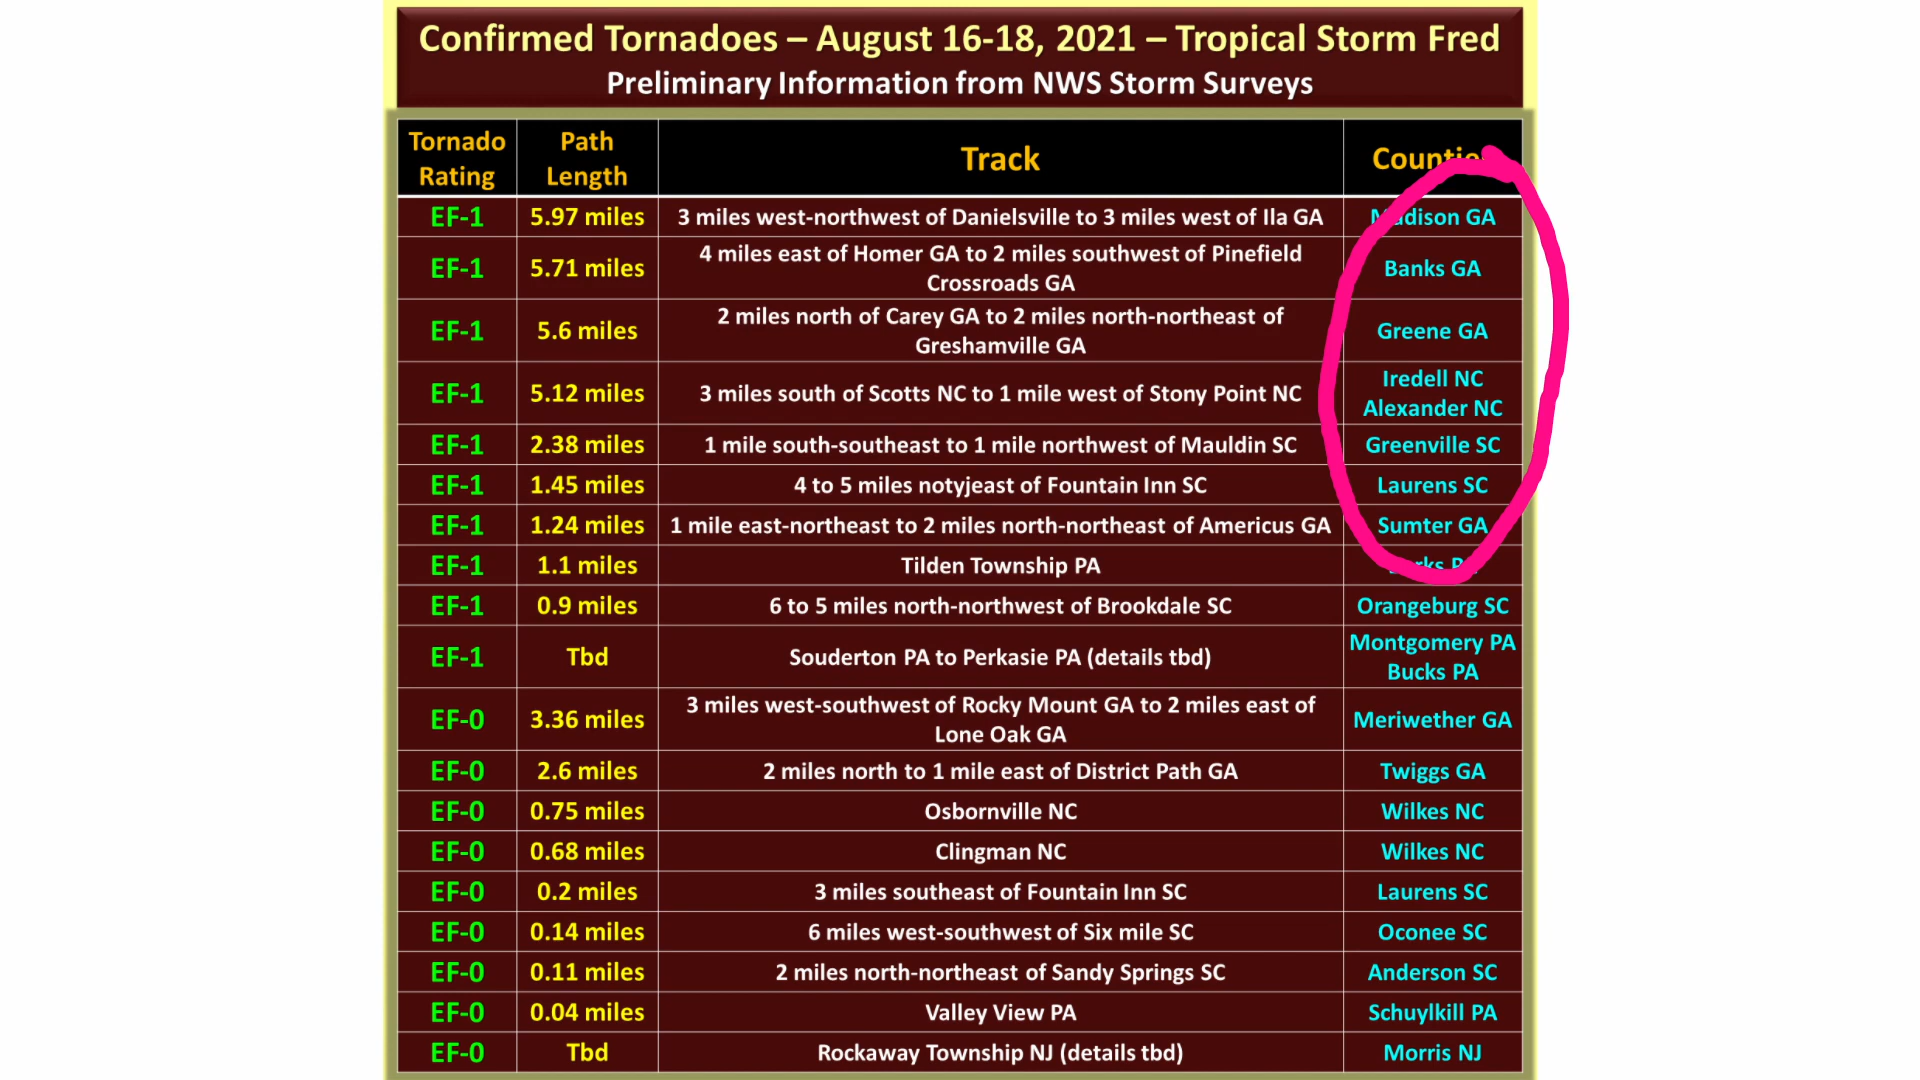 Confirmed Tornadoes – August 16-18, 2021 – Tropical Storm Fred
Preliminary Information from NWS Storm Surveys
Tornado Rating
Path Length
Track
EF-1 5.97 miles 3 miles west-northwest of Danielsville to 3 miles west of Ila GA Madison GA
EF-1 5.71 miles 4 miles east of Homer GA to 2 miles southwest of Pinefield
Crossroads GA
Banks GA
EF-1 5.6 miles 2 miles north of Carey GA to 2 miles north-northeast of
Greshamville GA
Greene GA
EF-1 5.12 miles 3 miles south of Scotts NC to 1 mile west of Stony Point NC
Iredell NC
Alexander NC
EF-1 2.38 miles 1 mile south-southeast to 1 mile northwest of Mauldin SC Greenville SC
EF-1 1.45 miles 4 to 5 miles notyjeast of Fountain Inn SC Laurens SC
EF-1 1.24 miles 1 mile east-northeast to 2 miles north-northeast of Americus GA Sumter GA
EF-1 1.1 miles Tilden Township PA
EF-1 0.9 miles 6 to 5 miles north-northwest of Brookdale SC Orangeburg SC
EF-1 Tbd Souderton PA to Perkasie PA (details tbd)
Montgomery PA
Bucks PA
EF-0 3.36 miles 3 miles west-southwest of Rocky Mount GA to 2 miles east of
Lone Oak GA
Meriwether GA
EF-0 2.6 miles 2 miles north to 1 mile east of District Path GA Twiggs GA
EF-0 0.75 miles Osbornville NC Wilkes NC
EF-0 0.68 miles Clingman NC Wilkes NC
EF-0 0.2 miles 3 miles southeast of Fountain Inn SC Laurens SC
EF-0 0.14 miles 6 miles west-southwest of Six mile SC Oconee SC
EF-0 0.11 miles 2 miles north-northeast of Sandy Springs SC Anderson SC
EF-0 0.04 miles Valley View PA Schuylkill PA
EF-0 Tbd Rockaway Township NJ (details tbd) Morris NJ